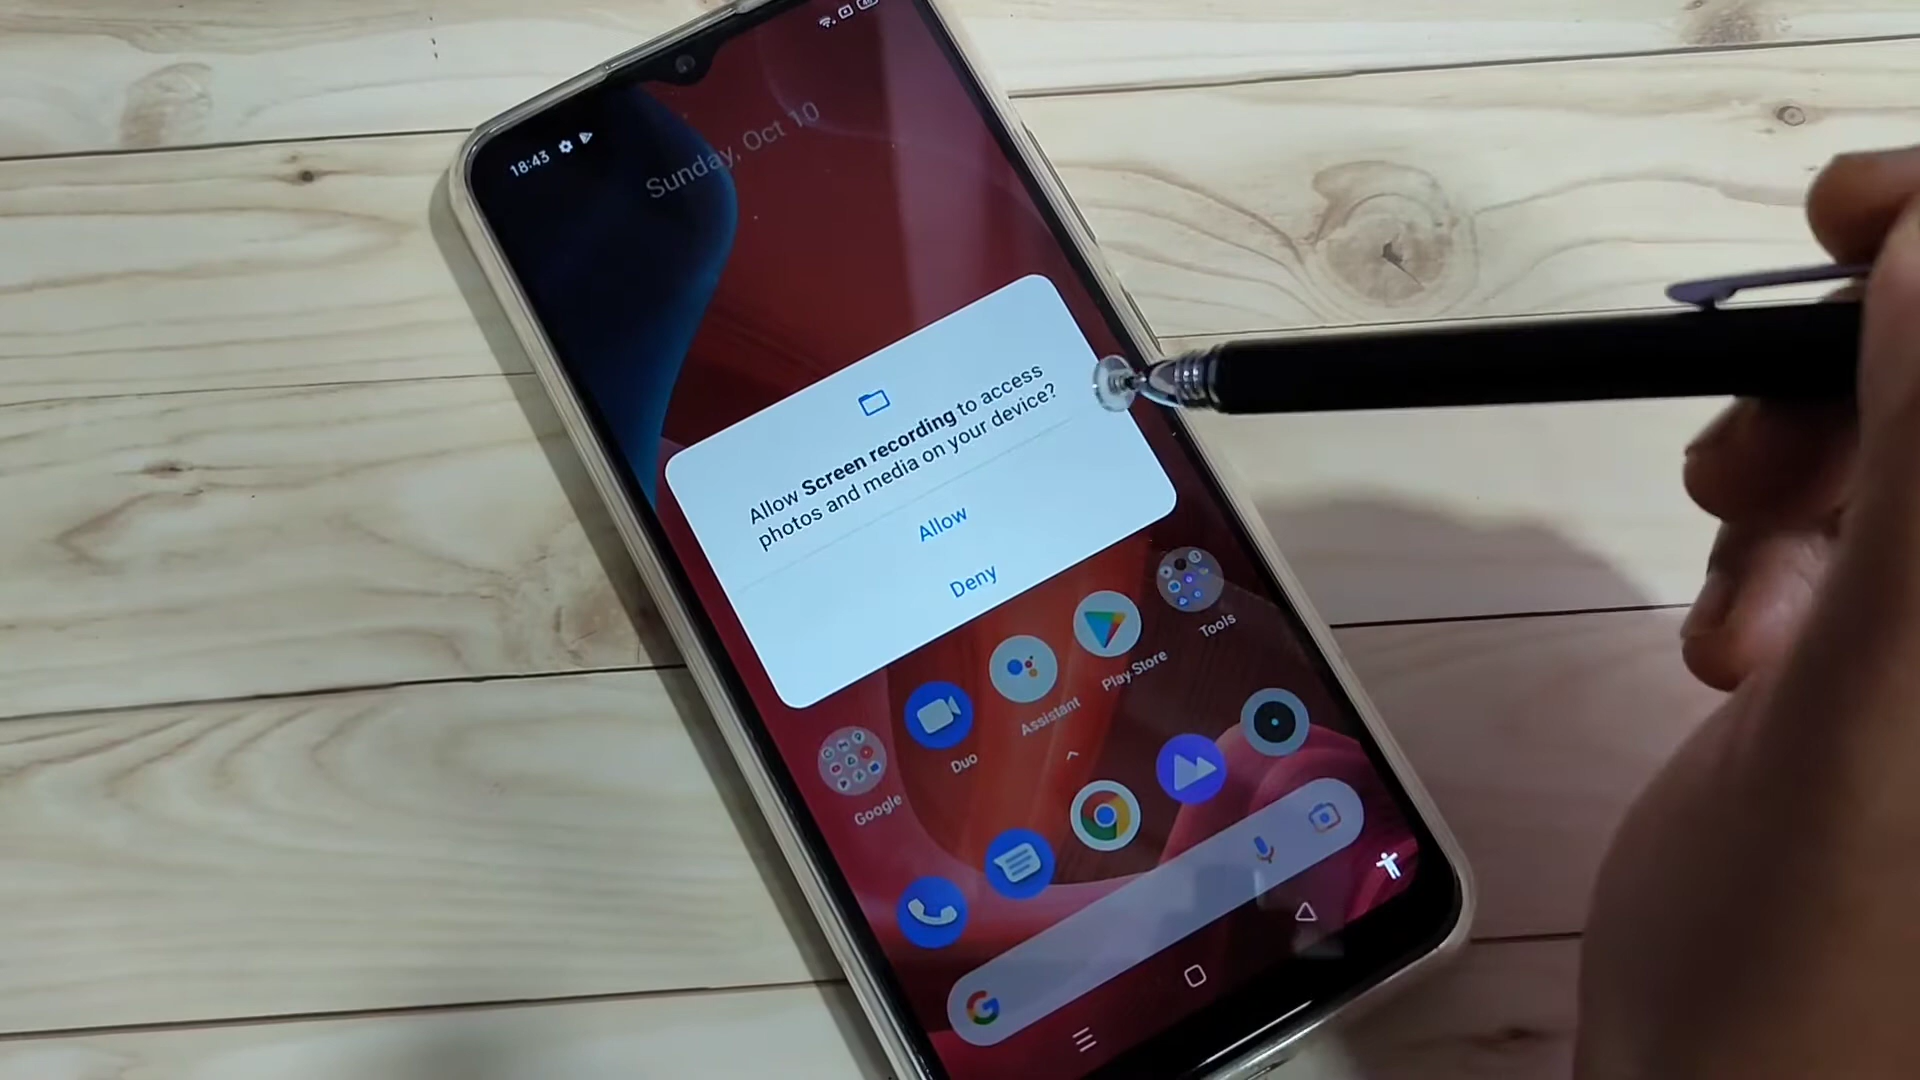 18:43
Sunday, Oct 10
Allow Screen recording to access
photos and media on your device?
Allow
Deny
Google
Duo
Assistant
Play Store
Tools
G